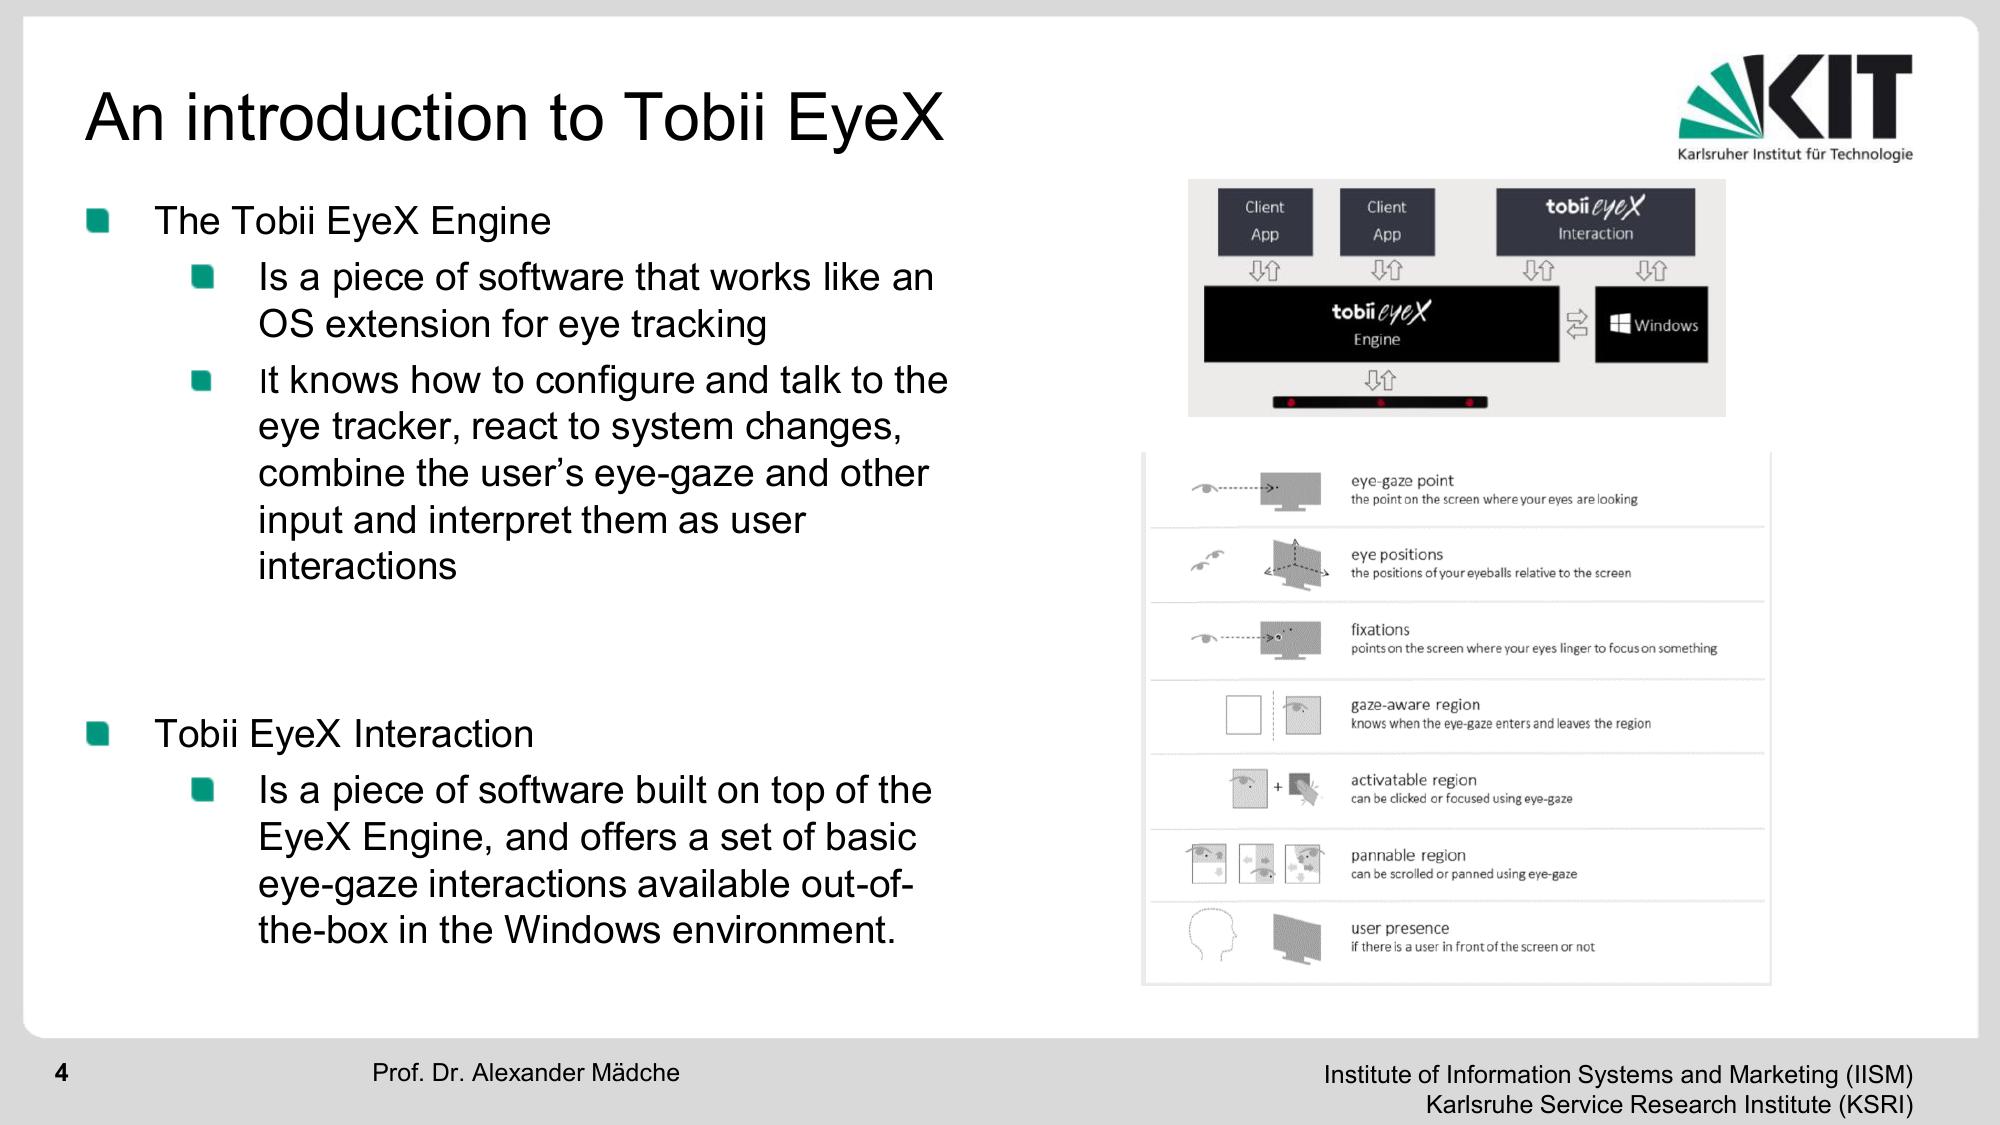 An introduction to Tobii EyeX
KIT
Karlsruher Institut für Technologie
The Tobii EyeX Engine
Is a piece of software that works like an
OS extension for eye tracking
It knows how to configure and talk to the
eye tracker, react to system changes,
combine the user’s eye-gaze and other
input and interpret them as user
interactions
Tobii EyeX Interaction
Is a piece of software built on top of the
EyeX Engine, and offers a set of basic
eye-gaze interactions available out-of-
the-box in the Windows environment.
Client
App
Client
App
tobii eyeX
Interaction
tobii eyeX
Engine
Windows
eye-gaze point
the point on the screen where your eyes are looking
eye positions
the positions of your eyeballs relative to the screen
fixations
points on the screen where your eyes linger to focus on something
gaze-aware region
knows when the eye-gaze enters and leaves the region
activatable region
can be clicked or focused using eye-gaze
pannable region
can be scrolled or panned using eye-gaze
user presence
if there is a user in front of the screen or not
4
Prof. Dr. Alexander Mädche
Institute of Information Systems and Marketing (IISM)
Karlsruhe Service Research Institute (KSRI)